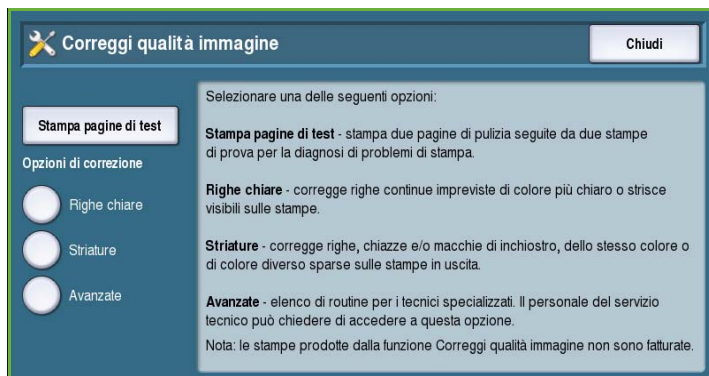 Correggi qualità immagine
Chiudi
Stampa pagine di test
Opzioni di correzione
Righe chiare
Striature
Avanzate
Selezionare una delle seguenti opzioni:
Stampa pagine di test - stampa due pagine di pulizia seguite da due stampe
di prova per la diagnosi di problemi di stampa.
Righe chiare - corregge righe continue impreviste di colore più chiaro o strisce
visibili sulle stampe.
Striature - corregge righe, chiazze e/o macchie di inchiostro, dello stesso colore o
di colore diverso sparse sulle stampe in uscita.
Avanzate - elenco di routine per i tecnici specializzati. Il personale del servizio
tecnico può chiedere di accedere a questa opzione.
Nota: le stampe prodotte dalla funzione Correggi qualità immagine non sono fatturate.